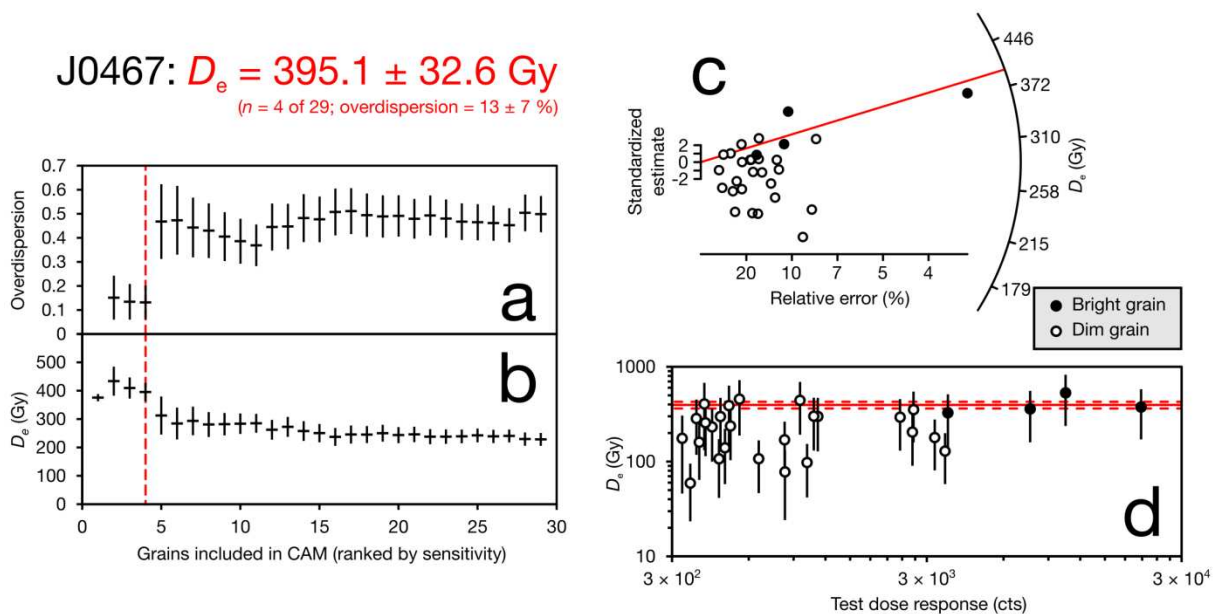 J0467: Dₑ = 395.1 ± 32.6 Gy
(n = 4 of 29; overdispersion = 13 ± 7 %)
0.7
0.6
0.5
0.4
0.3
0.2
0.1
0
Overdispersion
a
500
400
300
200
100
0
Dₑ (Gy)
b
0 5 10 15 20 25 30
Grains included in CAM (ranked by sensitivity)
c
446
372
310
258
215
179
Dₑ (Gy)
Standardized
estimate
2
0
-2
20 10 7 5 4
Relative error (%)
Bright grain
Dim grain
1000
100
10
Dₑ (Gy)
d
3 × 10² 3 × 10³ 3 × 10⁴
Test dose response (cts)